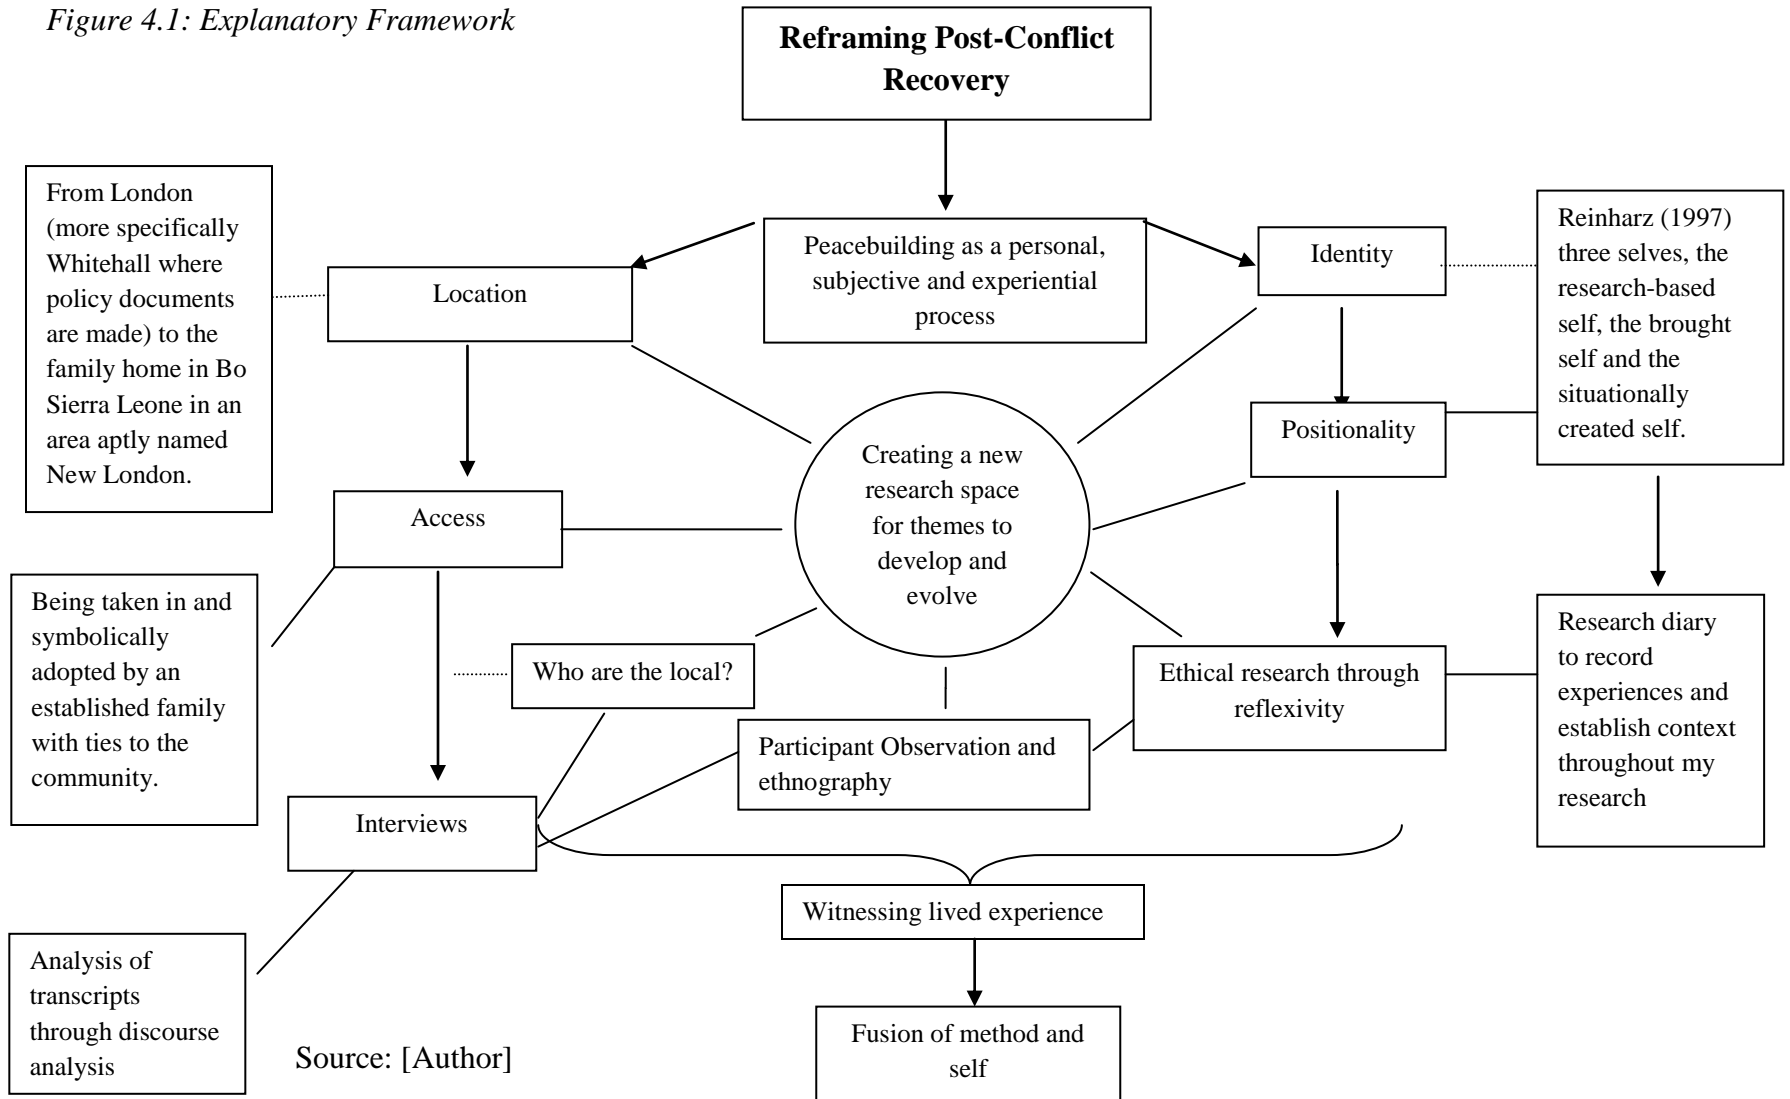 Figure 4.1: Explanatory Framework
Reframing Post-Conflict
Recovery
From London
(more specifically
Whitehall where
policy documents
are made) to the
family home in Bo
Sierra Leone in an
area aptly named
New London.
Location
Peacebuilding as a personal,
subjective and experiential
process
Identity
Reinharz (1997)
three selves, the
research-based
self, the brought
self and the
situationally
created self.
Positionality
Creating a new
research space
for themes to
develop and
evolve
Access
Being taken in and
symbolically
adopted by an
established family
with ties to the
community.
Who are the local?
Ethical research through
reflexivity
Research diary
to record
experiences and
establish context
throughout my
research
Participant Observation and
ethnography
Interviews
Witnessing lived experience
Analysis of
transcripts
through discourse
analysis
Fusion of method and
self
Source: [Author]